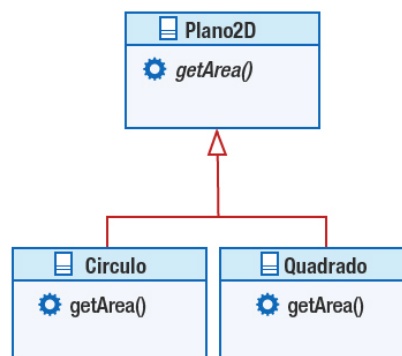 Plano2D
getArea()
Circulo
getArea()
Quadrado
getArea()